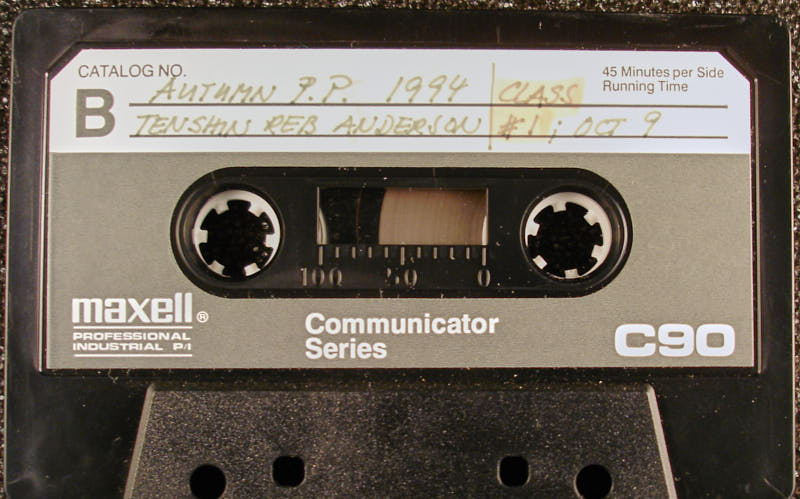 CATALOG NO.
B
AUTUMN P.P. 1994 CLASS
TENSHIN REB ANDERSON #1; OCT 9
45 Minutes per Side
Running Time
100 50 0
maxell®
PROFESSIONAL
INDUSTRIAL P/I
Communicator
Series
C90